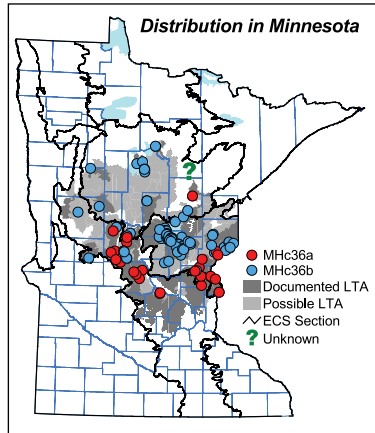 Distribution in Minnesota
?
MHc36a
MHc36b
Documented LTA
Possible LTA
ECS Section
? Unknown